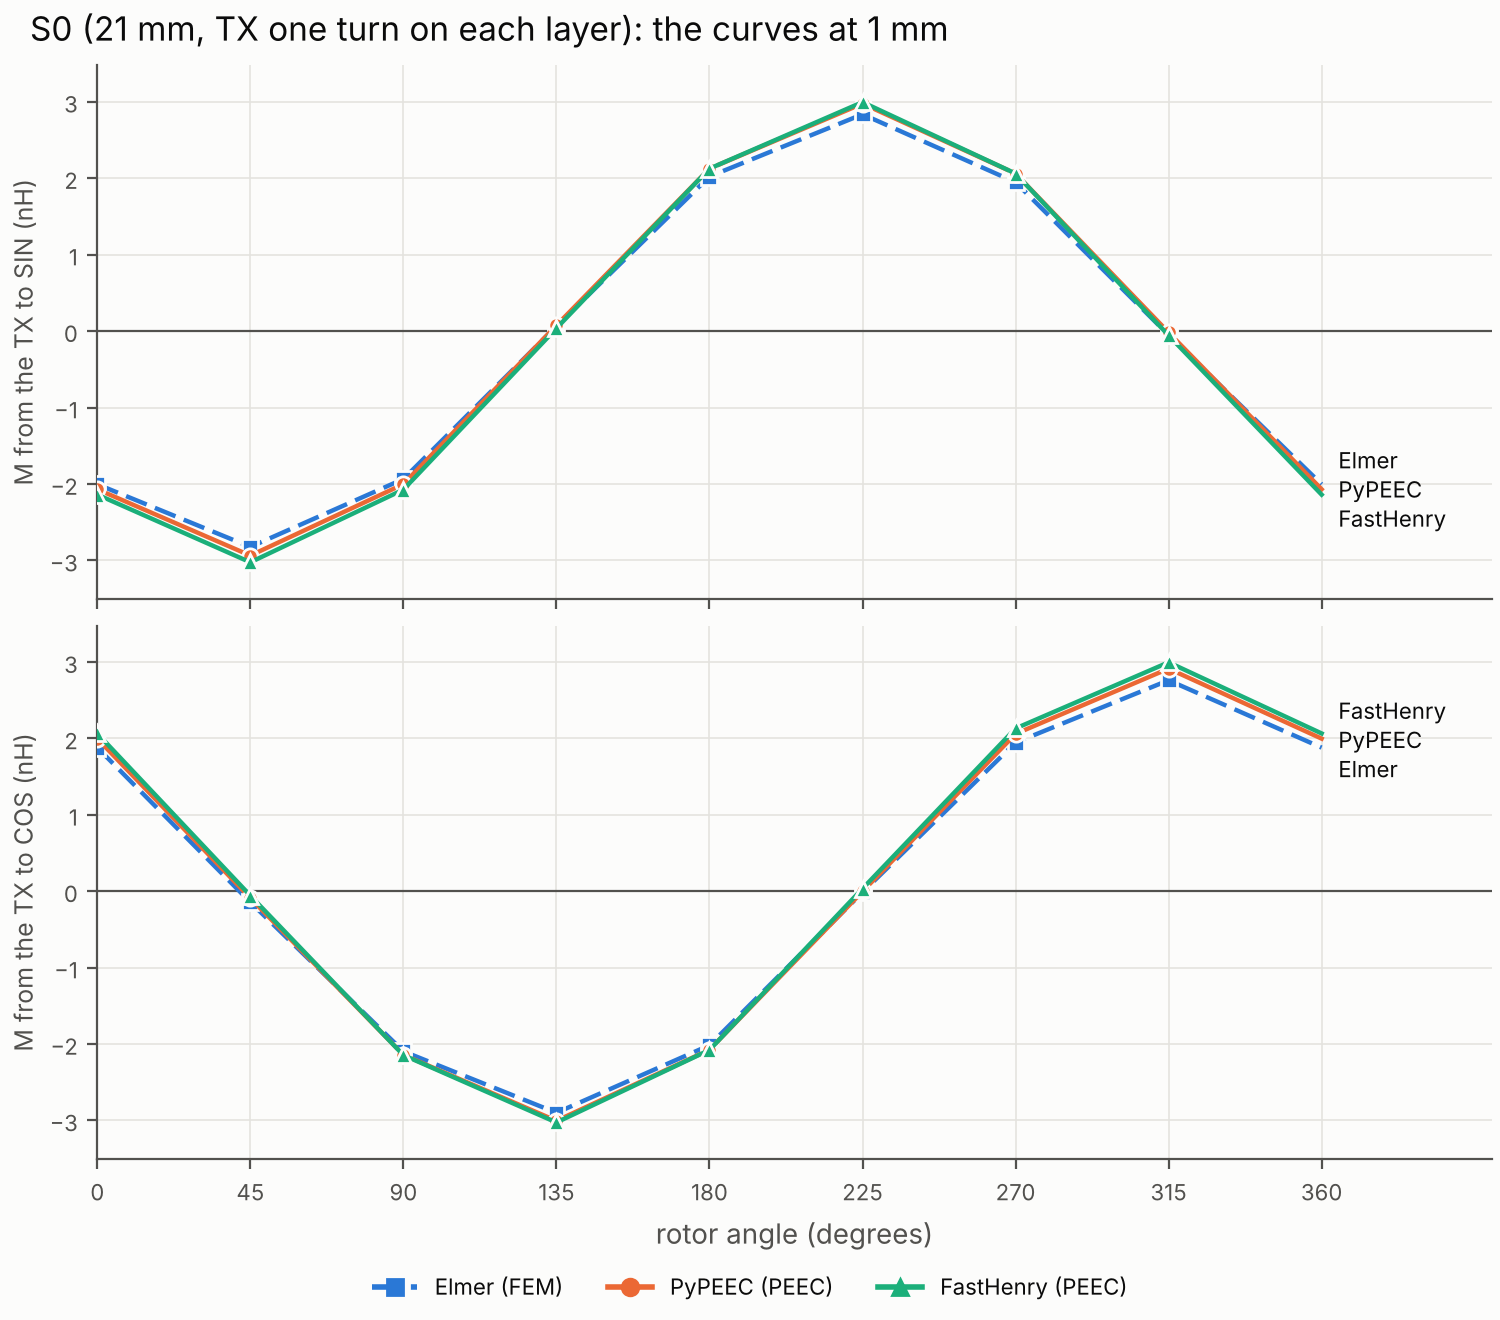 S0 (21 mm, TX one turn on each layer): the curves at 1 mm
M from the TX to SIN (nH)
3
2
1
0
−1
−2
−3
Elmer
PyPEEC
FastHenry
M from the TX to COS (nH)
3
2
1
0
−1
−2
−3
FastHenry
PyPEEC
Elmer
0 45 90 135 180 225 270 315 360
rotor angle (degrees)
Elmer (FEM) PyPEEC (PEEC) FastHenry (PEEC)